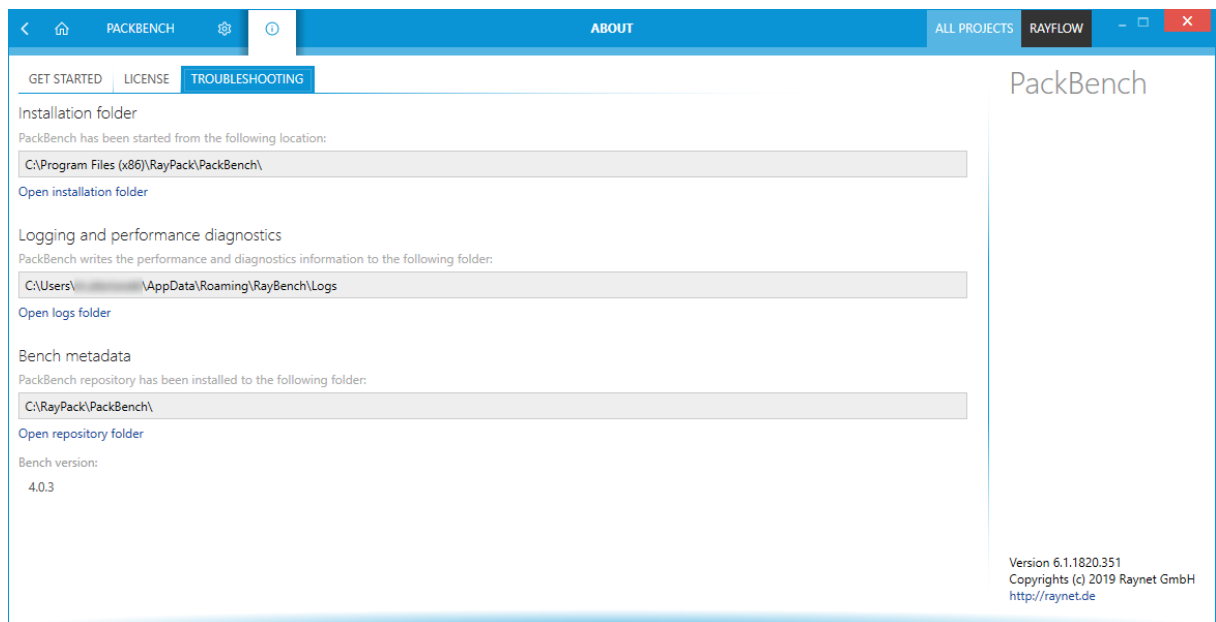 PACKBENCH
ABOUT
ALL PROJECTS
RAYFLOW
GET STARTED
LICENSE
TROUBLESHOOTING
PackBench
Installation folder
PackBench has been started from the following location:
C:\Program Files (x86)\RayPack\PackBench\
Open installation folder
Logging and performance diagnostics
PackBench writes the performance and diagnostics information to the following folder:
C:\Users\ \AppData\Roaming\RayBench\Logs
Open logs folder
Bench metadata
PackBench repository has been installed to the following folder:
C:\RayPack\PackBench\
Open repository folder
Bench version:
4.0.3
Version 6.1.1820.351
Copyrights (c) 2019 Raynet GmbH
http://raynet.de